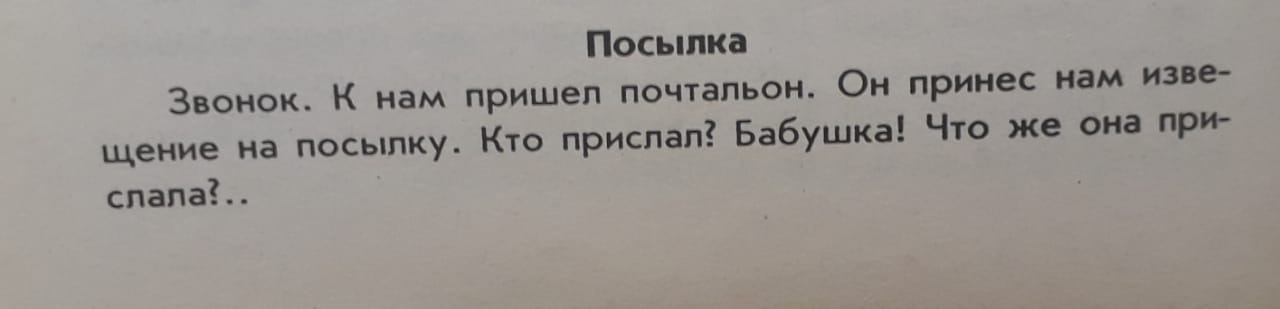 Посылка
Звонок. К нам пришел почтальон. Он принес нам изве-
щение на посылку. Кто прислал? Бабушка! Что же она при-
слала?..